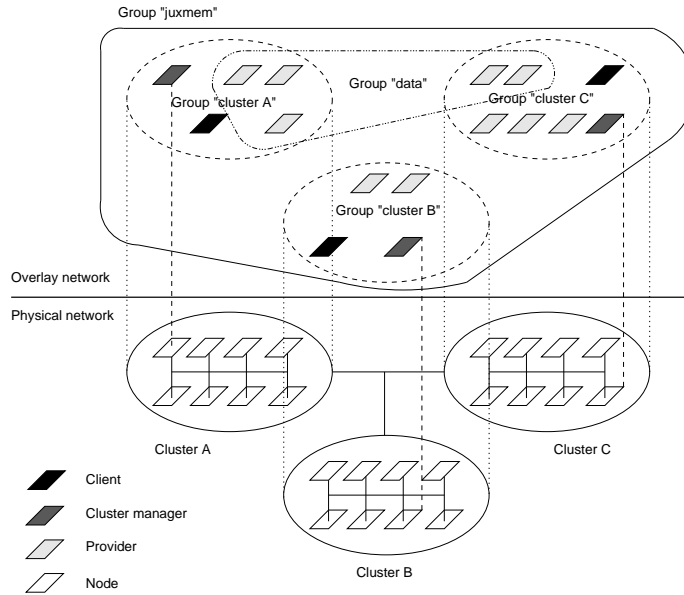 Group "juxmem"
Group "data"
Group "cluster A"
Group "cluster C"
Group "cluster B"
Overlay network
Physical network
Cluster A
Cluster C
Cluster B
Client
Cluster manager
Provider
Node